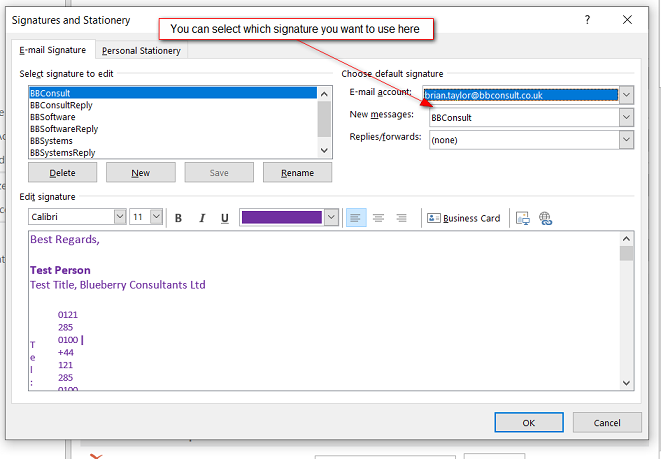 Signatures and Stationery
? ×
You can select which signature you want to use here
E-mail Signature Personal Stationery
Select signature to edit
Choose default signature
BBConsult
BBConsultReply
BBSoftware
BBSoftwareReply
BBSystems
BBSystemsReply
E-mail account: brian.taylor@bbconsult.co.uk
New messages: BBConsult
Replies/forwards: (none)
Delete New Save Rename
Edit signature
Calibri 11 B I U Business Card
Best Regards,
Test Person
Test Title, Blueberry Consultants Ltd
T
e
l
:
0121
285
0100 |
+44
121
285
0100
OK Cancel